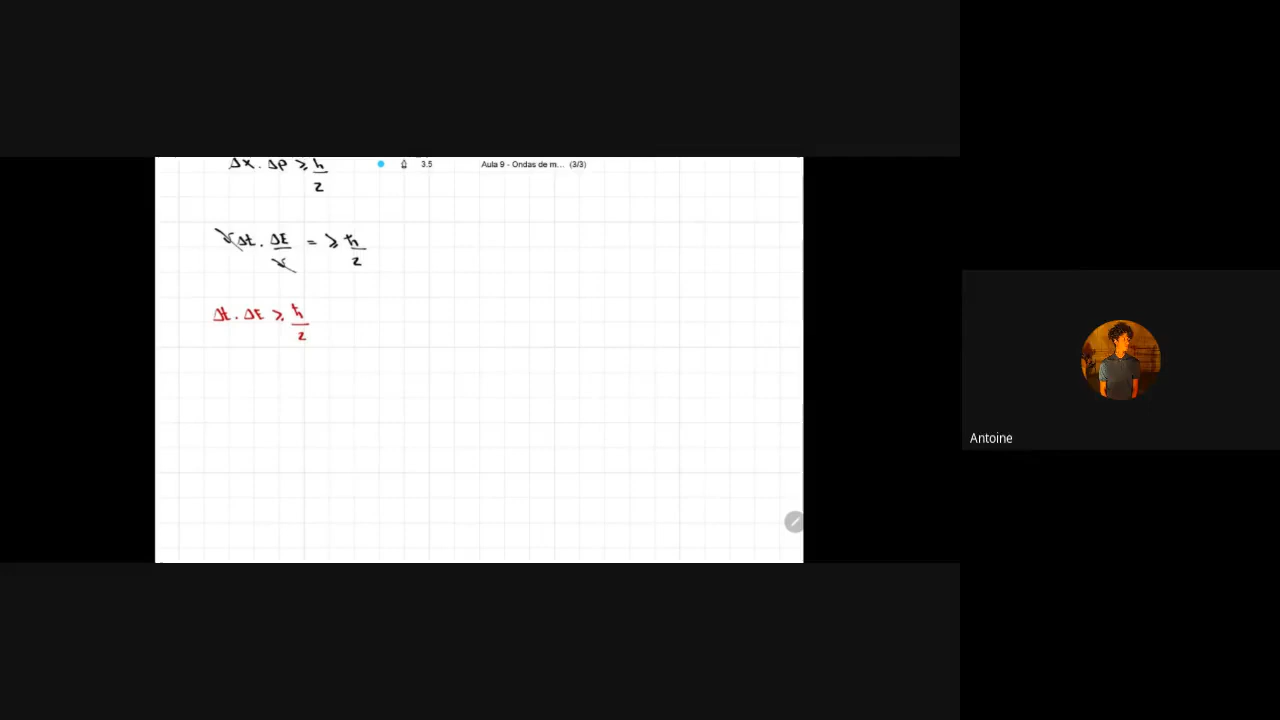 Δx . Δp ≥ ħ/2
3.5 Aula 9 - Ondas de m... (3/3)
vΔt . ΔE/v = ≥ ħ/2
Δt . ΔE ≥ ħ/2
Antoine